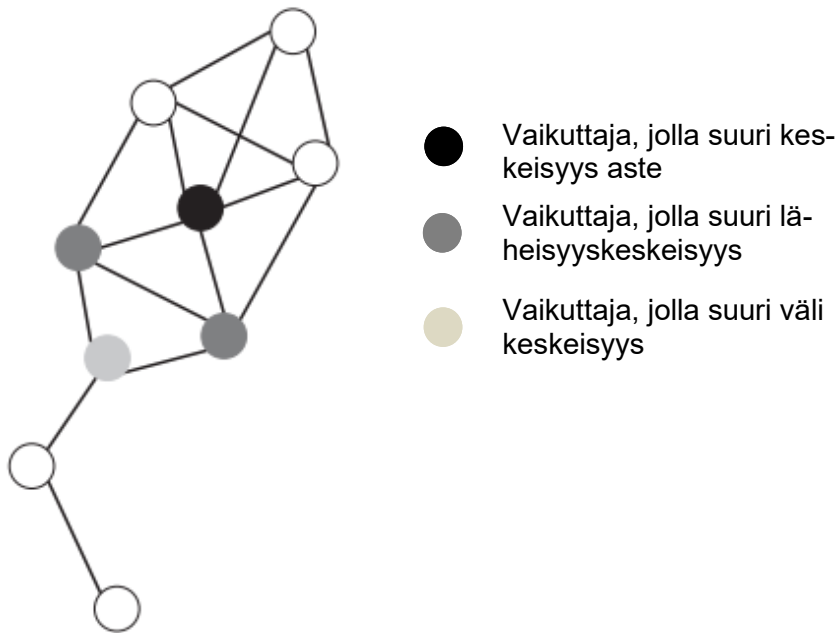 Vaikuttaja, jolla suuri kes-
keisyys aste
Vaikuttaja, jolla suuri lä-
heisyyskeskeisyys
Vaikuttaja, jolla suuri väli
keskeisyys